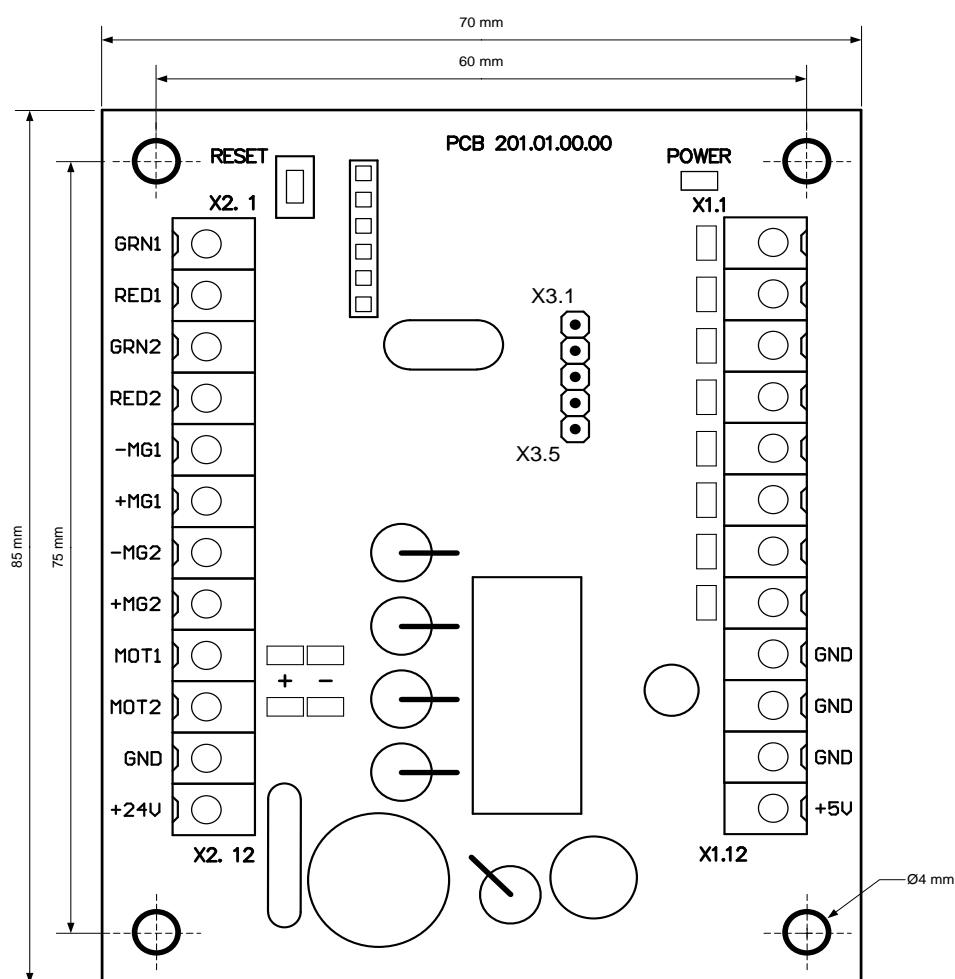 70 mm
60 mm
PCB 201.01.00.00
RESET
POWER
X2. 1
X1.1
GRN1
RED1
GRN2
RED2
-MG1
+MG1
-MG2
+MG2
MOT1
MOT2
GND
+24V
X2. 12
X3.1
X3.5
+ -
GND
GND
GND
+5V
X1.12
85 mm
75 mm
Ø4 mm